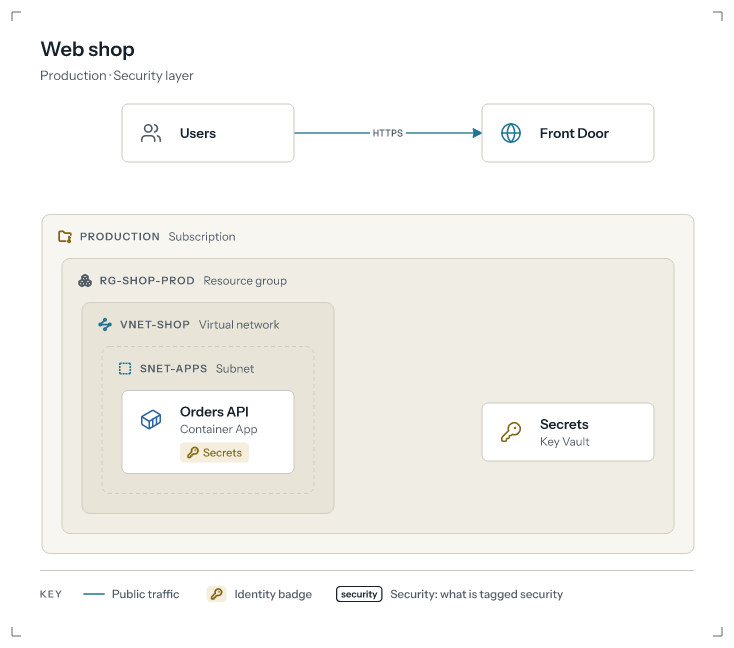 Web shop
Production · Security layer
Users
HTTPS
Front Door
PRODUCTION Subscription
RG-SHOP-PROD Resource group
VNET-SHOP Virtual network
SNET-APPS Subnet
Orders API
Container App
Secrets
Secrets
Key Vault
KEY Public traffic Identity badge security Security: what is tagged security